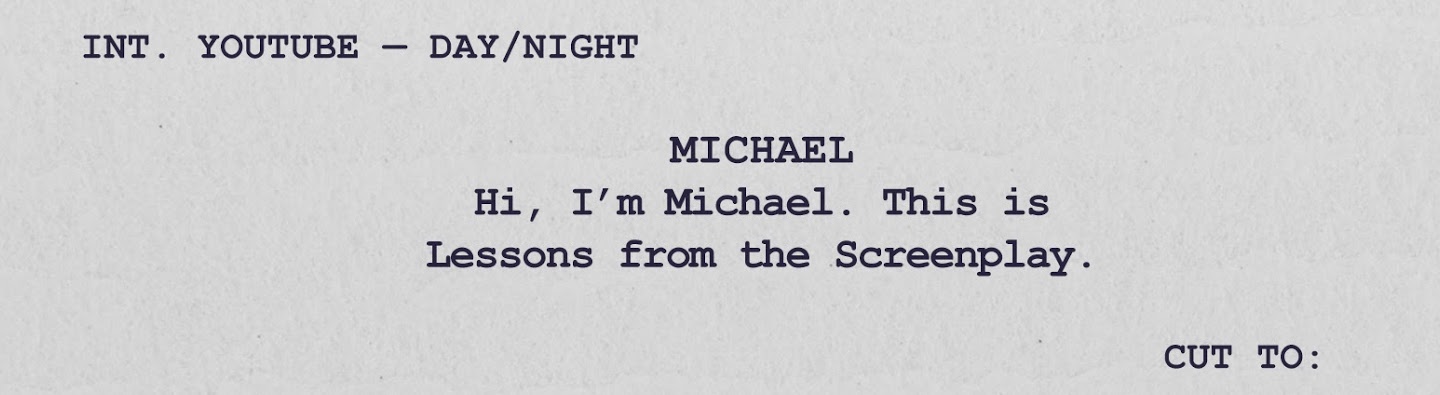 INT. YOUTUBE – DAY/NIGHT
MICHAEL
Hi, I’m Michael. This is
Lessons from the Screenplay.
CUT TO: